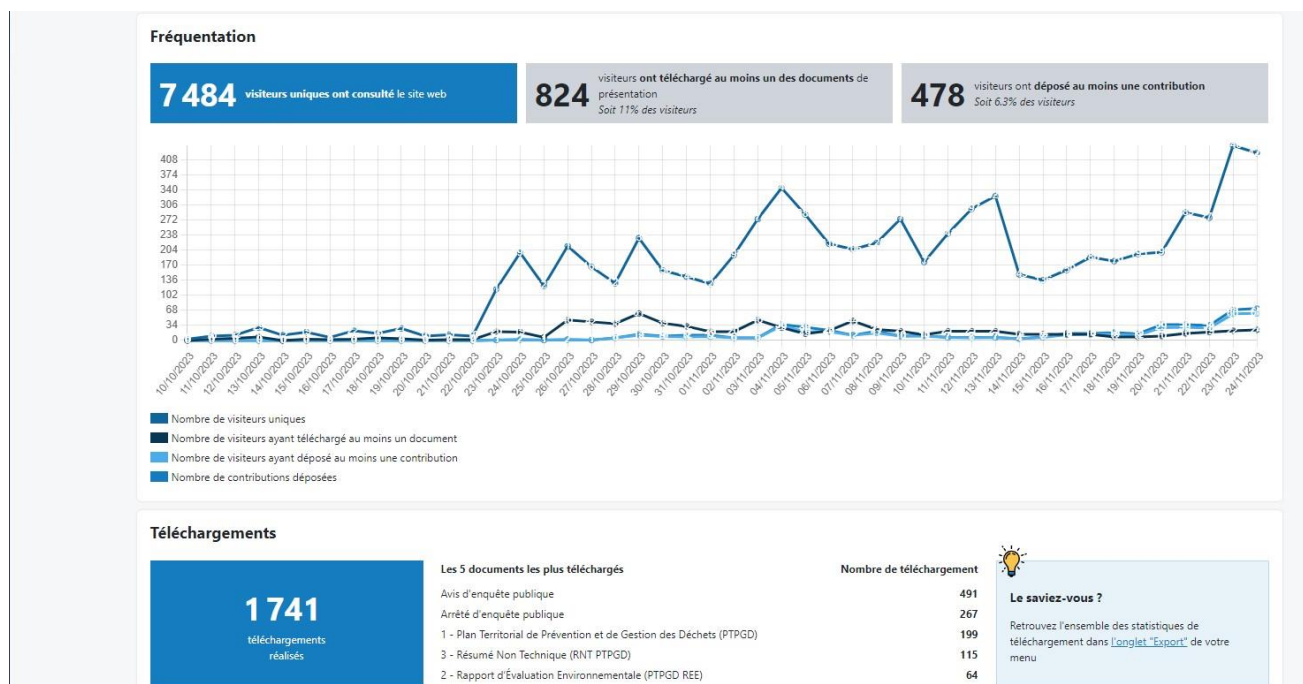 Fréquentation
7 484 visiteurs uniques ont consulté le site web
824 visiteurs ont téléchargé au moins un des documents de
présentation
Soit 11% des visiteurs
478 visiteurs ont déposé au moins une contribution
Soit 6.3% des visiteurs
408
374
340
306
272
238
204
170
136
102
68
34
0
10/10/2023
11/10/2023
12/10/2023
13/10/2023
14/10/2023
15/10/2023
16/10/2023
17/10/2023
18/10/2023
19/10/2023
20/10/2023
21/10/2023
22/10/2023
23/10/2023
24/10/2023
25/10/2023
26/10/2023
27/10/2023
28/10/2023
29/10/2023
30/10/2023
31/10/2023
01/11/2023
02/11/2023
03/11/2023
04/11/2023
05/11/2023
06/11/2023
07/11/2023
08/11/2023
09/11/2023
10/11/2023
11/11/2023
12/11/2023
13/11/2023
14/11/2023
15/11/2023
16/11/2023
17/11/2023
18/11/2023
19/11/2023
20/11/2023
21/11/2023
22/11/2023
23/11/2023
24/11/2023
Nombre de visiteurs uniques
Nombre de visiteurs ayant téléchargé au moins un document
Nombre de visiteurs ayant déposé au moins une contribution
Nombre de contributions déposées
Téléchargements
1 741
téléchargements
réalisés
Les 5 documents les plus téléchargés Nombre de téléchargement
Avis d'enquête publique 491
Arrêté d'enquête publique 267
1 - Plan Territorial de Prévention et de Gestion des Déchets (PTPGD) 199
3 - Résumé Non Technique (RNT PTPGD) 115
2 - Rapport d'Évaluation Environnementale (PTPGD REE) 64
Le saviez-vous ?
Retrouvez l'ensemble des statistiques de
téléchargement dans l'onglet "Export" de votre
menu